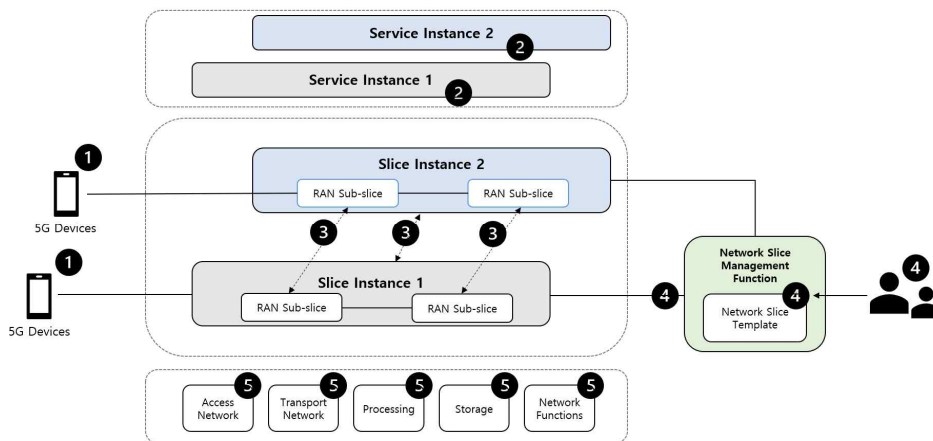 Service Instance 2
2
Service Instance 1
2
1
Slice Instance 2
RAN Sub-slice
RAN Sub-slice
5G Devices
3
3
3
1
Slice Instance 1
RAN Sub-slice
RAN Sub-slice
5G Devices
Network Slice
Management
Function
4
4
4
Network Slice
Template
5
5
5
5
5
Access
Network
Transport
Network
Processing
Storage
Network
Functions